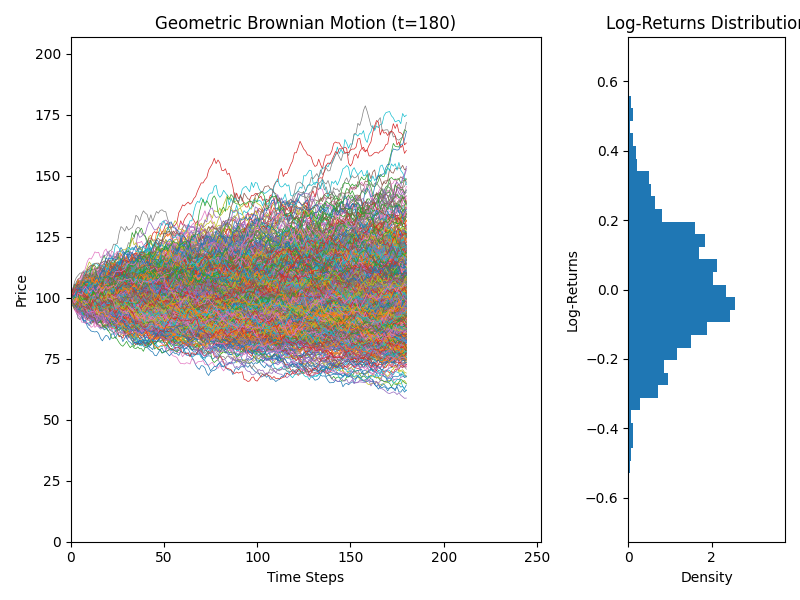 Geometric Brownian Motion (t=180)
Log-Returns Distribution
200
175
150
125
100
75
50
25
0
Price
0 50 100 150 200 250
Time Steps
0.6
0.4
0.2
0.0
−0.2
−0.4
−0.6
Log-Returns
0 2
Density